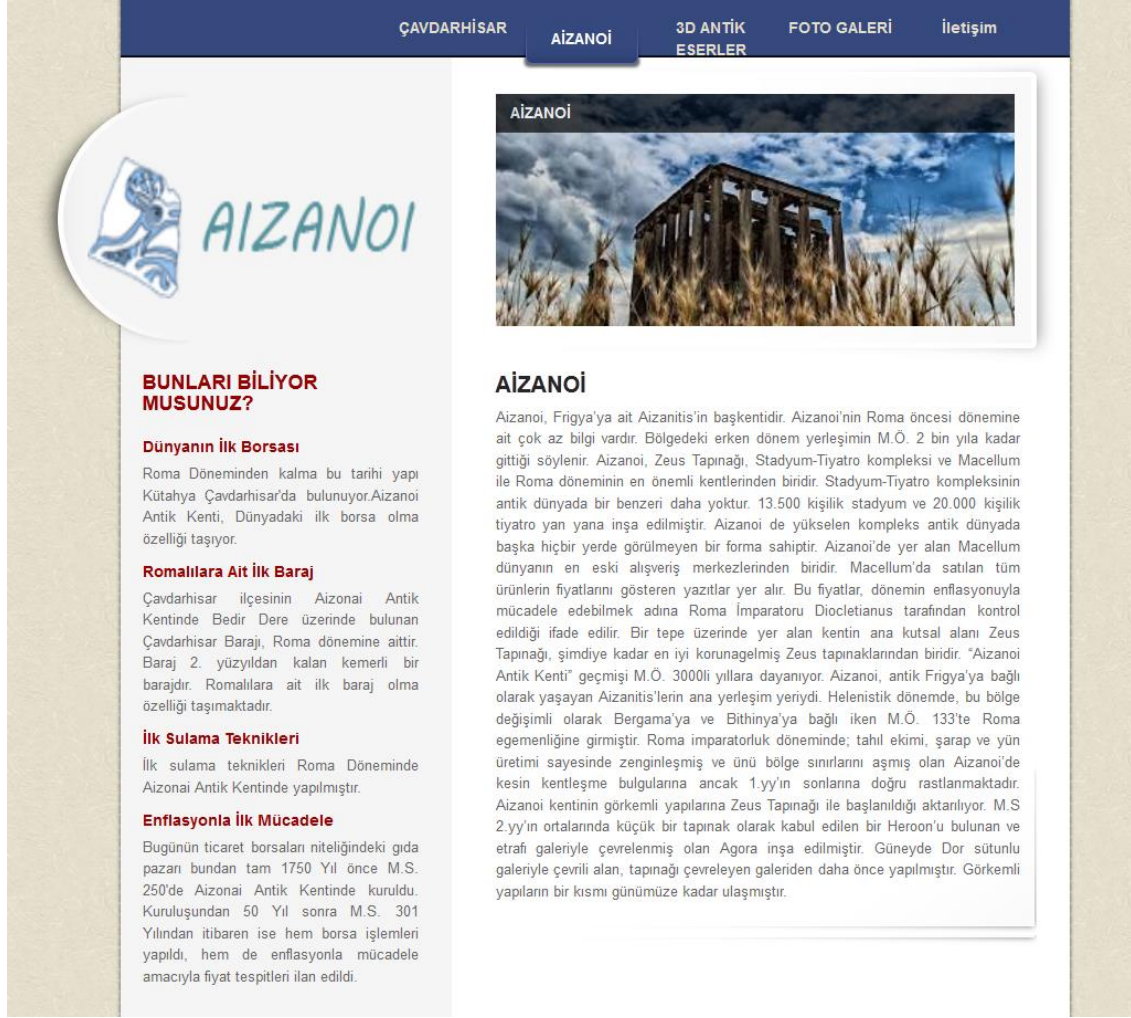 ÇAVDARHİSAR
AİZANOİ
3D ANTİK
ESERLER
FOTO GALERİ
İletişim
AIZANOI
BUNLARI BİLİYOR
MUSUNUZ?
Dünyanın İlk Borsası
Roma Döneminden kalma bu tarihi yapı
Kütahya Çavdarhisar'da bulunuyor.Aizanoi
Antik Kenti, Dünyadaki ilk borsa olma
özelliği taşıyor.
Romalılara Ait İlk Baraj
Çavdarhisar ilçesinin Aizonai Antik
Kentinde Bedir Dere üzerinde bulunan
Çavdarhisar Barajı, Roma dönemine aittir.
Baraj 2. yüzyıldan kalan kemerli bir
barajdır. Romalılara ait ilk baraj olma
özelliği taşımaktadır.
İlk Sulama Teknikleri
İlk sulama teknikleri Roma Döneminde
Aizonai Antik Kentinde yapılmıştır.
Enflasyonla İlk Mücadele
Bugünün ticaret borsaları niteliğindeki gıda
pazarı bundan tam 1750 Yıl önce M.S.
250'de Aizonai Antik Kentinde kuruldu.
Kuruluşundan 50 Yıl sonra M.S. 301
Yılından itibaren ise hem borsa işlemleri
yapıldı, hem de enflasyonla mücadele
amacıyla fiyat tespitleri ilan edildi.
AİZANOİ
AİZANOİ
Aizanoi, Frigya’ya ait Aizanitis’in başkentidir. Aizanoi’nin Roma öncesi dönemine
ait çok az bilgi vardır. Bölgedeki erken dönem yerleşimin M.Ö. 2 bin yıla kadar
gittiği söylenir. Aizanoi, Zeus Tapınağı, Stadyum-Tiyatro kompleksi ve Macellum
ile Roma döneminin en önemli kentlerinden biridir. Stadyum-Tiyatro kompleksinin
antik dünyada bir benzeri daha yoktur. 13.500 kişilik stadyum ve 20.000 kişilik
tiyatro yan yana inşa edilmiştir. Aizanoi de yükselen kompleks antik dünyada
başka hiçbir yerde görülmeyen bir forma sahiptir. Aizanoi’de yer alan Macellum
dünyanın en eski alışveriş merkezlerinden biridir. Macellum’da satılan tüm
ürünlerin fiyatlarını gösteren yazıtlar yer alır. Bu fiyatlar, dönemin enflasyonuyla
mücadele edebilmek adına Roma İmparatoru Diocletianus tarafından kontrol
edildiği ifade edilir. Bir tepe üzerinde yer alan kentin ana kutsal alanı Zeus
Tapınağı, şimdiye kadar en iyi korunagelmiş Zeus tapınaklarından biridir. “Aizanoi
Antik Kenti” geçmişi M.Ö. 3000li yıllara dayanıyor. Aizanoi, antik Frigya’ya bağlı
olarak yaşayan Aizanitis’lerin ana yerleşim yeriydi. Helenistik dönemde, bu bölge
değişimli olarak Bergama’ya ve Bithinya’ya bağlı iken M.Ö. 133’te Roma
egemenliğine girmiştir. Roma imparatorluk döneminde; tahıl ekimi, şarap ve yün
üretimi sayesinde zenginleşmiş ve ünü bölge sınırlarını aşmış olan Aizanoi’de
kesin kentleşme bulgularına ancak 1.yy’ın sonlarına doğru rastlanmaktadır.
Aizanoi kentinin görkemli yapılarına Zeus Tapınağı ile başlanıldığı aktarılıyor. M.S
2.yy’ın ortalarında küçük bir tapınak olarak kabul edilen bir Heroon’u bulunan ve
etrafı galeriyle çevrelenmiş olan Agora inşa edilmiştir. Güneyde Dor sütunlu
galeriyle çevrili alan, tapınağı çevreleyen galeriden daha önce yapılmıştır. Görkemli
yapıların bir kısmı günümüze kadar ulaşmıştır.